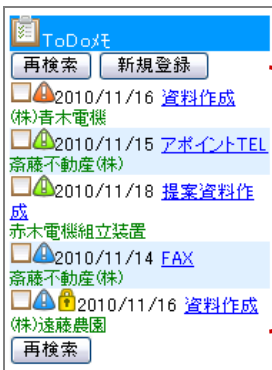 ToDoメモ
再検索 新規登録
2010/11/16 資料作成
(株)青木電機
2010/11/15 アポイントTEL
斎藤不動産(株)
2010/11/18 提案資料作
成
赤木電機組立装置
2010/11/14 FAX
斎藤不動産(株)
2010/11/16 資料作成
(株)遠藤農園
再検索